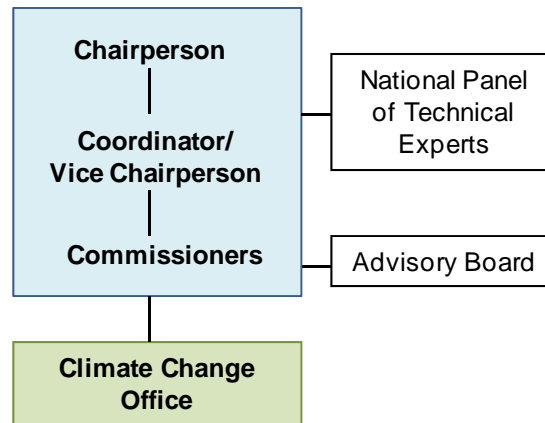 Chairperson
Coordinator/
Vice Chairperson
Commissioners
National Panel
of Technical
Experts
Advisory Board
Climate Change
Office